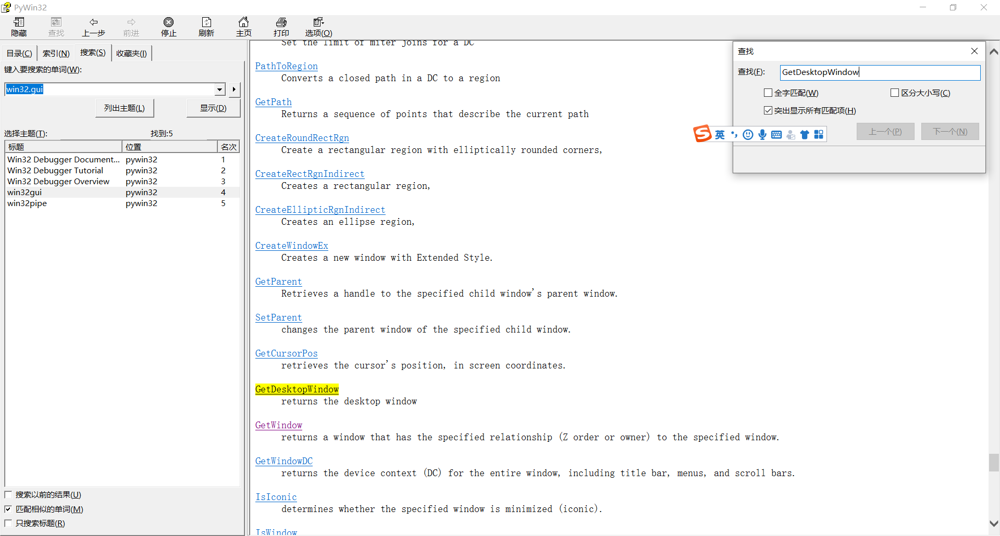 PyWin32
隐藏 查找 上一步 前进 停止 刷新 主页 打印 选项(O)
目录(C) 索引(N) 搜索(S) 收藏夹(I)
键入要搜索的单词(W):
win32.gui
列出主题(L) 显示(D)
选择主题(T): 找到:5
标题 位置 名次
Win32 Debugger Document... pywin32 1
Win32 Debugger Tutorial pywin32 2
Win32 Debugger Overview pywin32 3
win32gui pywin32 4
win32pipe pywin32 5
搜索以前的结果(U)
匹配相似的单词(M)
只搜索标题(R)
Set the limit of miter joins for a DC
PathToRegion
Converts a closed path in a DC to a region
GetPath
Returns a sequence of points that describe the current path
CreateRoundRectRgn
Create a rectangular region with elliptically rounded corners,
CreateRectRgnIndirect
Creates a rectangular region,
CreateEllipticRgnIndirect
Creates an ellipse region,
CreateWindowEx
Creates a new window with Extended Style.
GetParent
Retrieves a handle to the specified child window's parent window.
SetParent
changes the parent window of the specified child window.
GetCursorPos
retrieves the cursor's position, in screen coordinates.
GetDesktopWindow
returns the desktop window
GetWindow
returns a window that has the specified relationship (Z order or owner) to the specified window.
GetWindowDC
returns the device context (DC) for the entire window, including title bar, menus, and scroll bars.
IsIconic
determines whether the specified window is minimized (iconic).
IsWindow
查找
查找(F): GetDesktopWindow
全字匹配(W) 区分大小写(C)
突出显示所有匹配项(H)
上一个(P) 下一个(N)
英